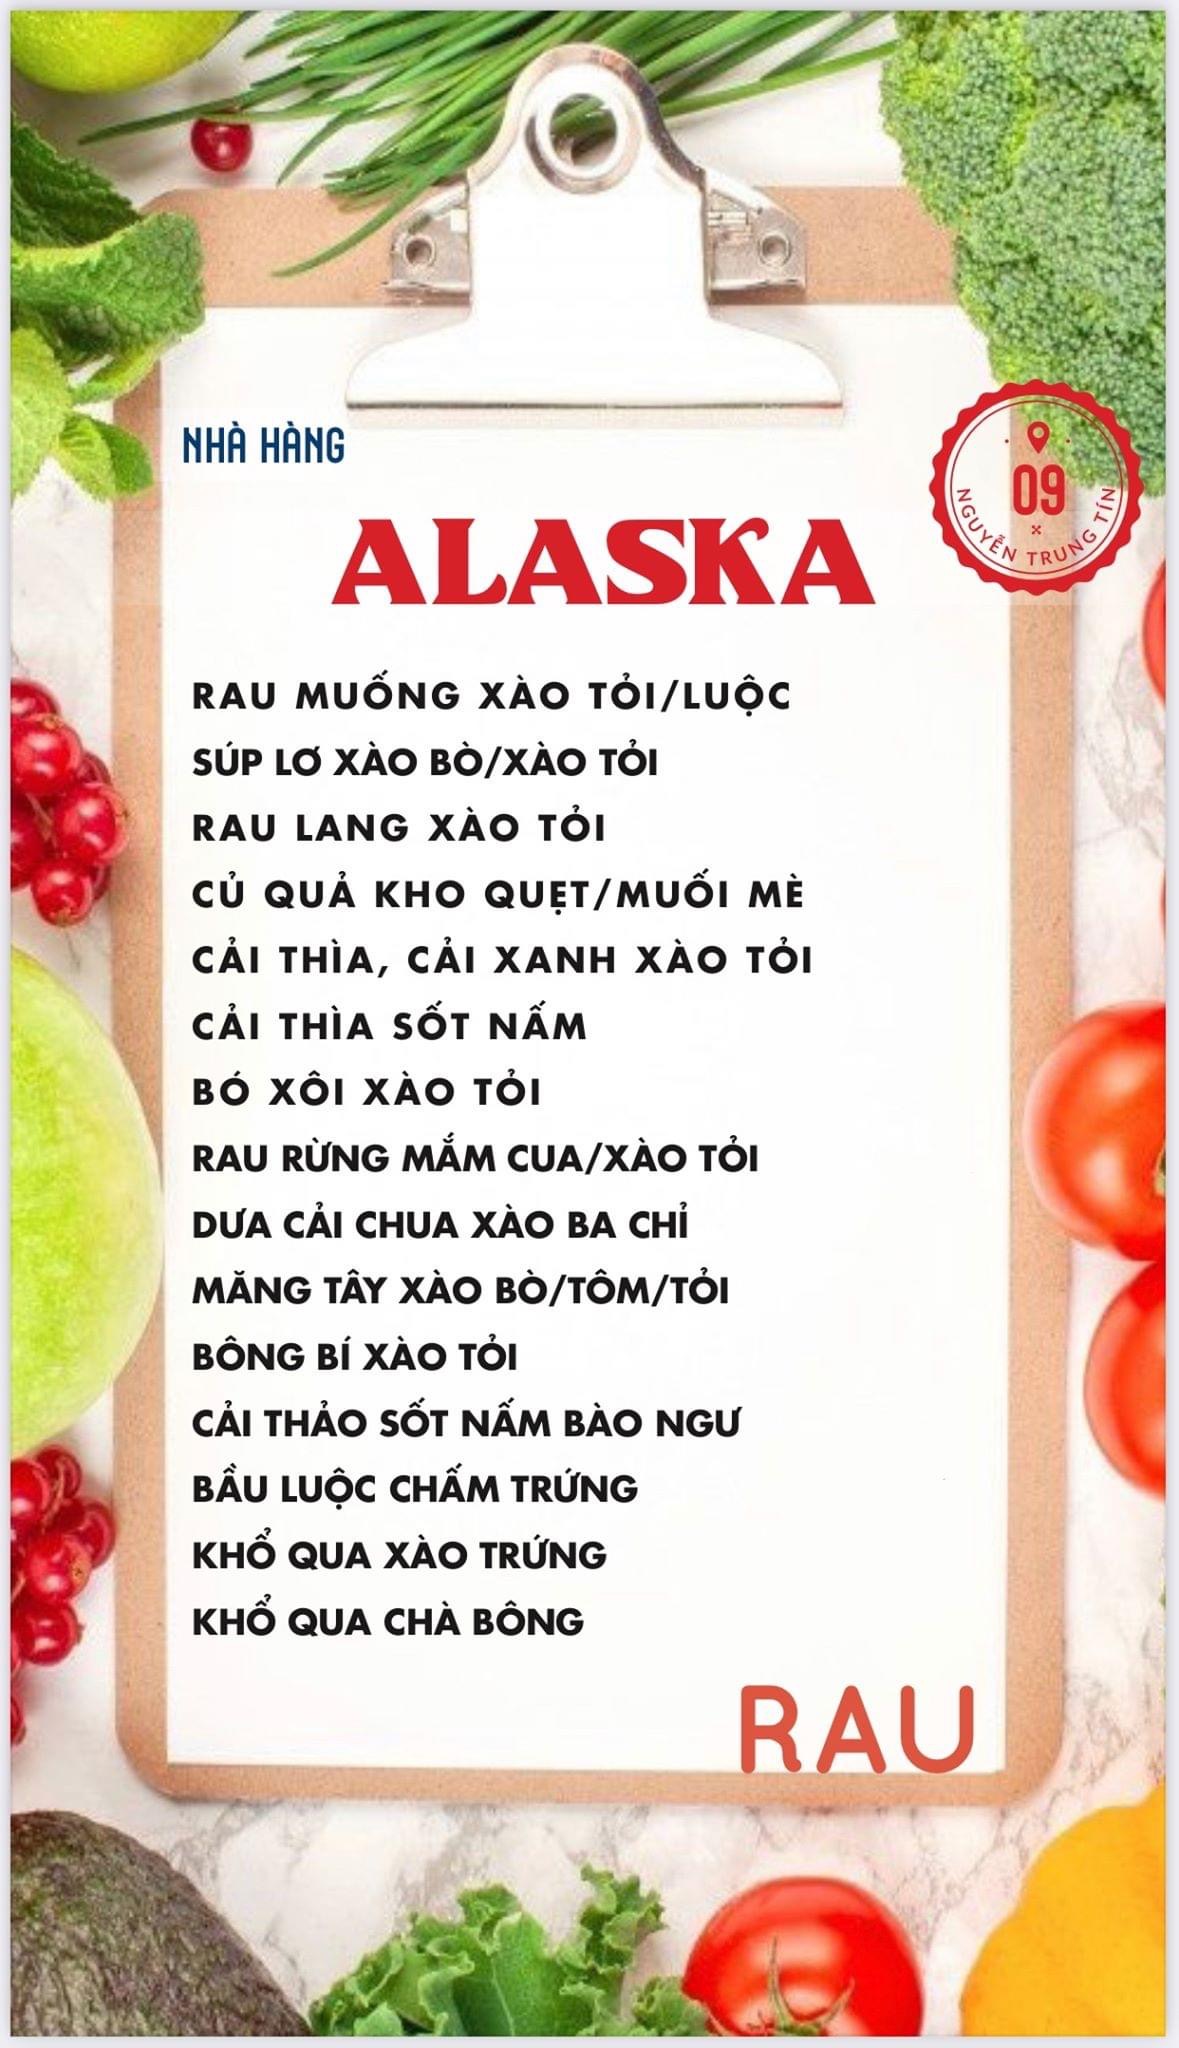 NHÀ HÀNG
ALASKA
09
NGUYỄN TRUNG TÍN
RAU MUỐNG XÀO TỎI/LUỘC
SÚP LƠ XÀO BÒ/XÀO TỎI
RAU LANG XÀO TỎI
CỦ QUẢ KHO QUẸT/MUỐI MÈ
CẢI THÌA, CẢI XANH XÀO TỎI
CẢI THÌA SỐT NẤM
BÓ XÔI XÀO TỎI
RAU RỪNG MẮM CUA/XÀO TỎI
DƯA CẢI CHUA XÀO BA CHỈ
MĂNG TÂY XÀO BÒ/TÔM/TỎI
BÔNG BÍ XÀO TỎI
CẢI THẢO SỐT NẤM BÀO NGƯ
BẦU LUỘC CHẤM TRỨNG
KHỔ QUA XÀO TRỨNG
KHỔ QUA CHÀ BÔNG
RAU